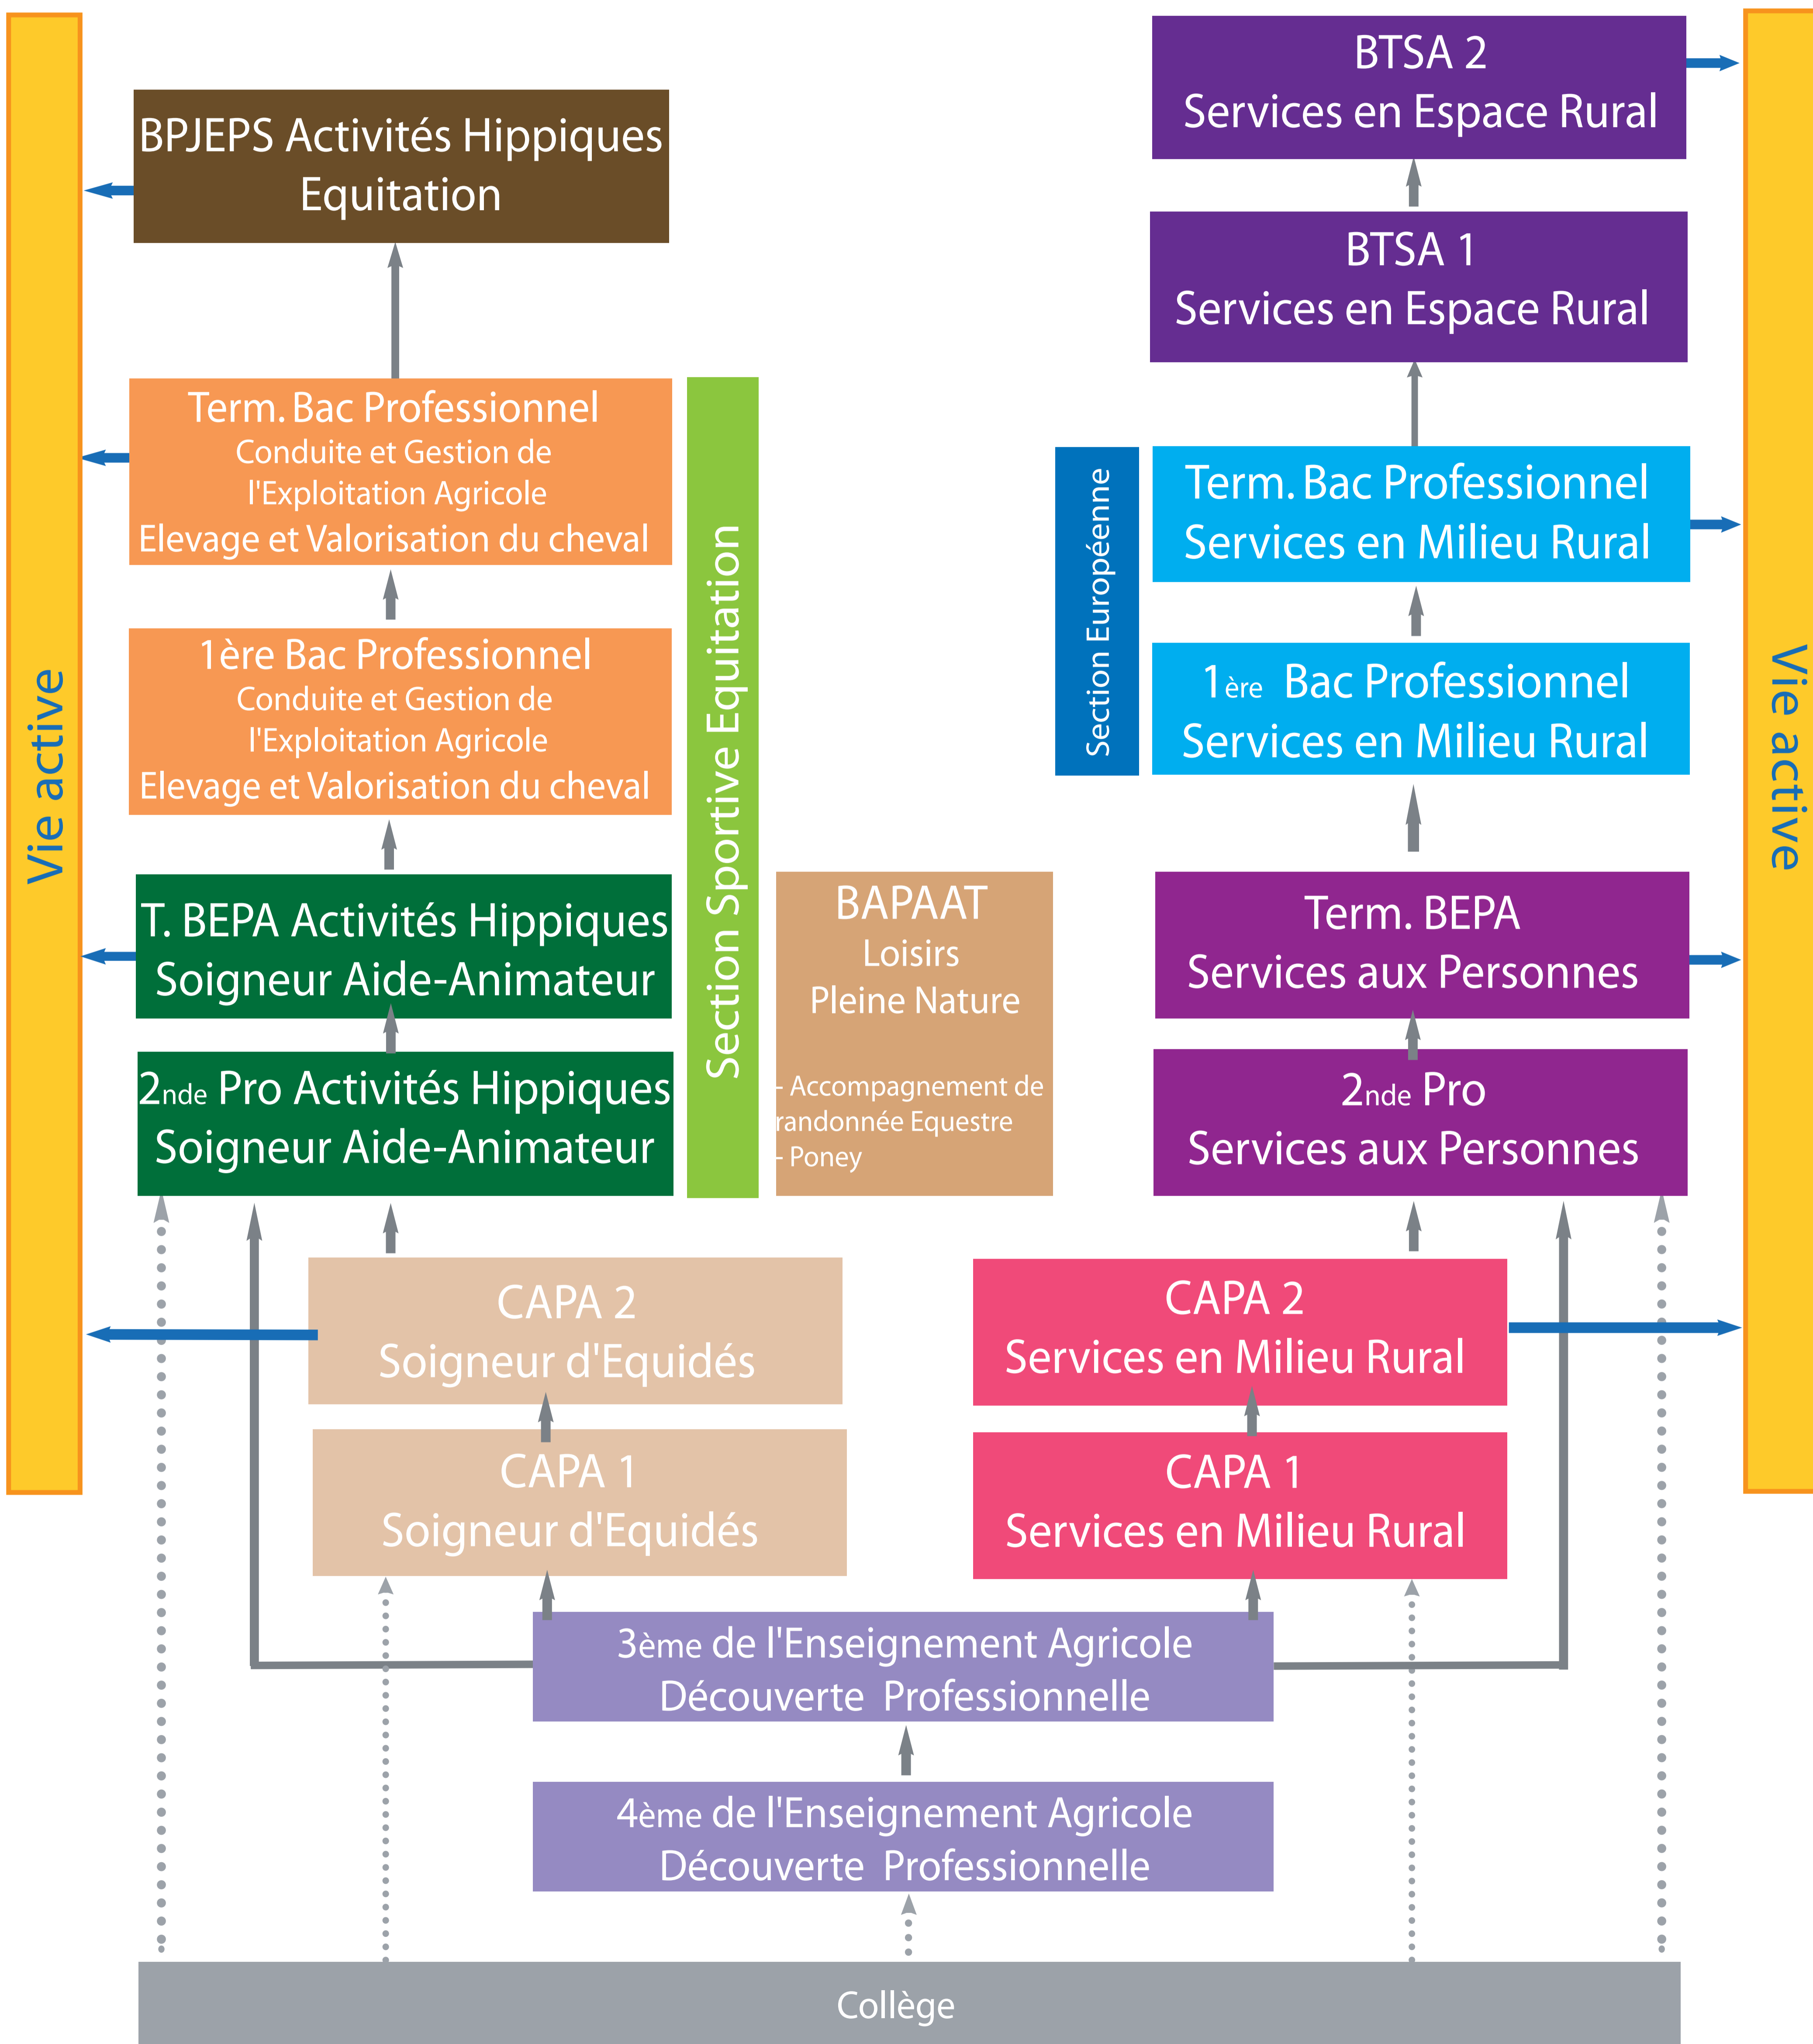 Vie active
BPJEPS Activités Hippiques
Equitation
Term. Bac Professionnel
Conduite et Gestion de
l'Exploitation Agricole
Elevage et Valorisation du cheval
1ère Bac Professionnel
Conduite et Gestion de
l'Exploitation Agricole
Elevage et Valorisation du cheval
T. BEPA Activités Hippiques
Soigneur Aide-Animateur
2nde Pro Activités Hippiques
Soigneur Aide-Animateur
Section Sportive Equitation
BAPAAT
Loisirs
Pleine Nature
- Accompagnement de
randonnée Equestre
- Poney
BTSA 2
Services en Espace Rural
BTSA 1
Services en Espace Rural
Section Européenne
Term. Bac Professionnel
Services en Milieu Rural
1ère Bac Professionnel
Services en Milieu Rural
Term. BEPA
Services aux Personnes
2nde Pro
Services aux Personnes
Vie active
CAPA 2
Soigneur d'Equidés
CAPA 1
Soigneur d'Equidés
CAPA 2
Services en Milieu Rural
CAPA 1
Services en Milieu Rural
3ème de l'Enseignement Agricole
Découverte Professionnelle
4ème de l'Enseignement Agricole
Découverte Professionnelle
Collège